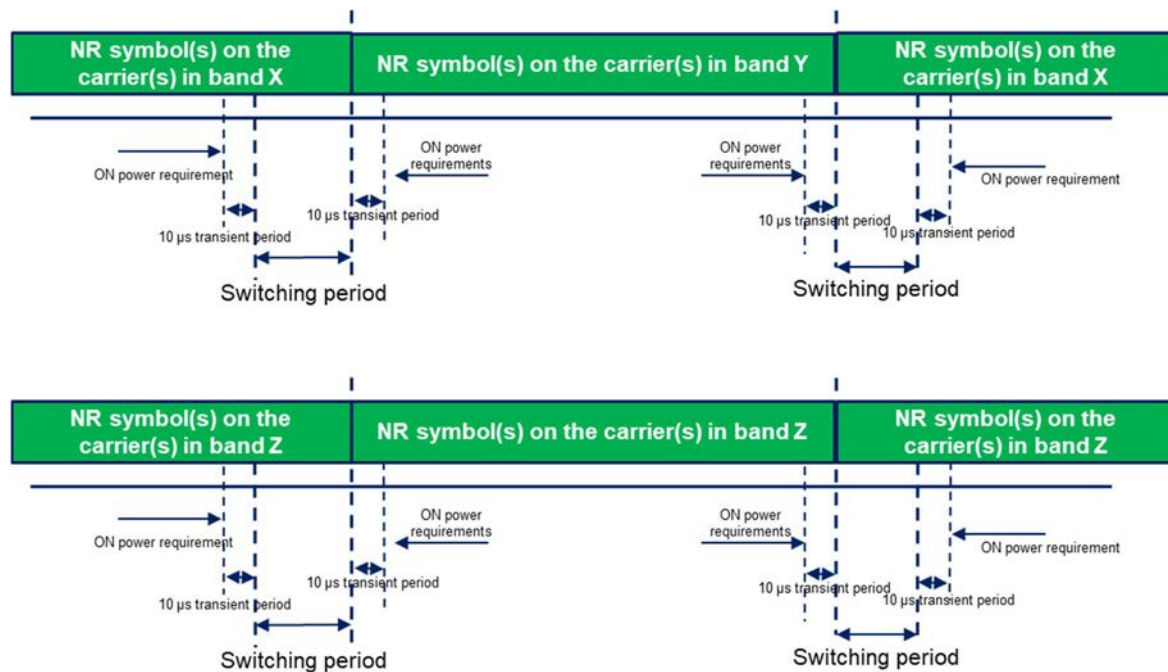 NR symbol(s) on the
carrier(s) in band X
NR symbol(s) on the carrier(s) in band Y
NR symbol(s) on the
carrier(s) in band X
ON power requirement
ON power
requirements
ON power
requirements
ON power requirement
10 µs transient period
10 µs transient period
10 µs transient period
10 µs transient period
Switching period
Switching period
NR symbol(s) on the
carrier(s) in band Z
NR symbol(s) on the carrier(s) in band Z
NR symbol(s) on the
carrier(s) in band Z
ON power requirement
ON power
requirements
ON power
requirements
ON power requirement
10 µs transient period
10 µs transient period
10 µs transient period
10 µs transient period
Switching period
Switching period